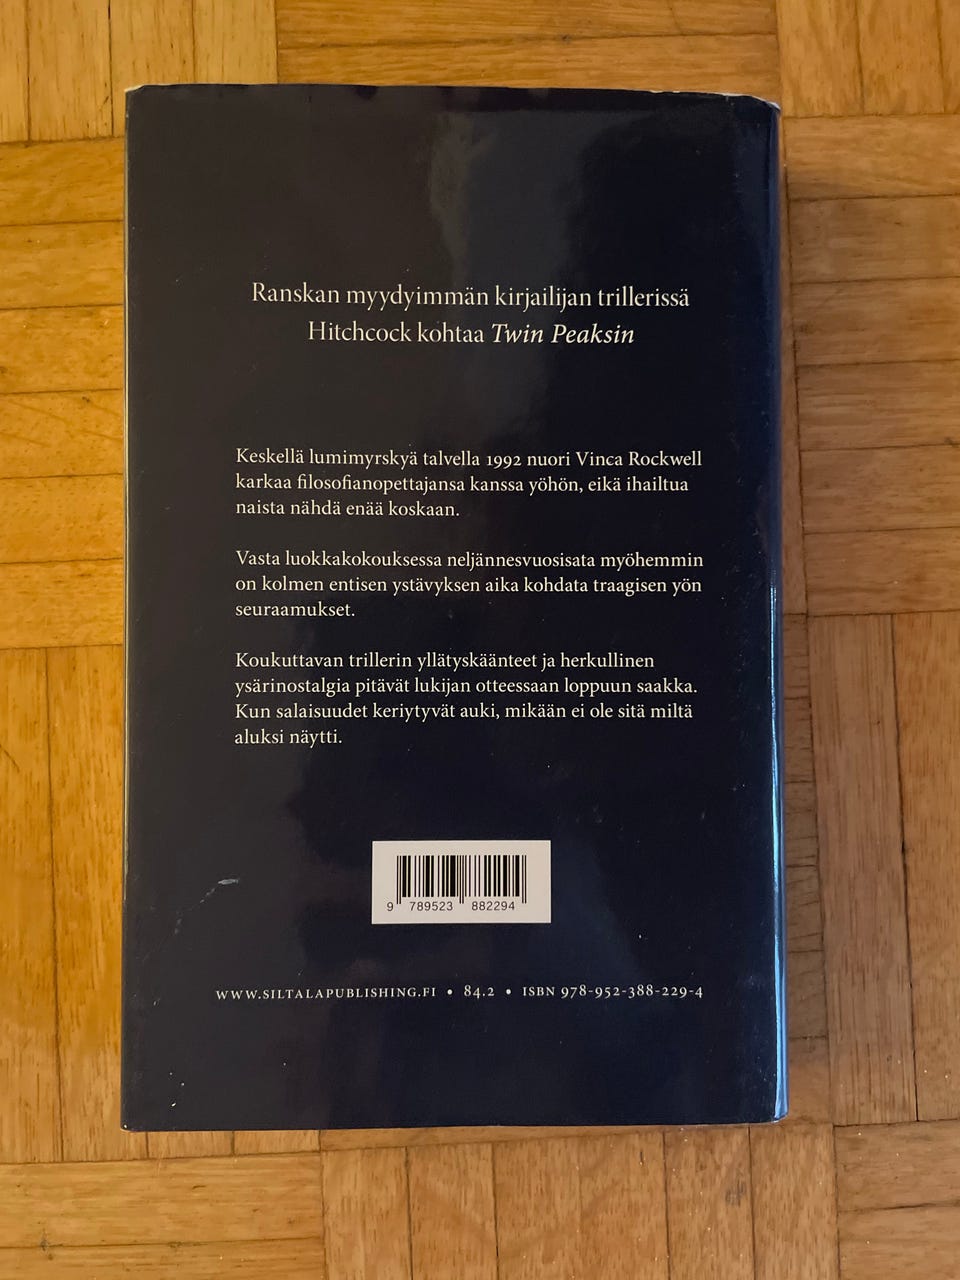 Ranskan myydyimmän kirjailijan trillerissä
Hitchcock kohtaa Twin Peaksin
Keskellä lumimyrskyä talvella 1992 nuori Vinca Rockwell
karkaa filosofianopettajansa kanssa yöhön, eikä ihailtua
naista nähdä enää koskaan.
Vasta luokkakokouksessa neljännesvuosisata myöhemmin
on kolmen entisen ystävyksen aika kohdata traagisen yön
seuraamukset.
Koukuttavan trillerin yllätyskäänteet ja herkullinen
ysärinostalgia pitävät lukijan otteessaan loppuun saakka.
Kun salaisuudet keriytyvät auki, mikään ei ole sitä miltä
aluksi näytti.
9 789523 882294
WWW.SILTALAPUBLISHING.FI • 84.2 • ISBN 978-952-388-229-4